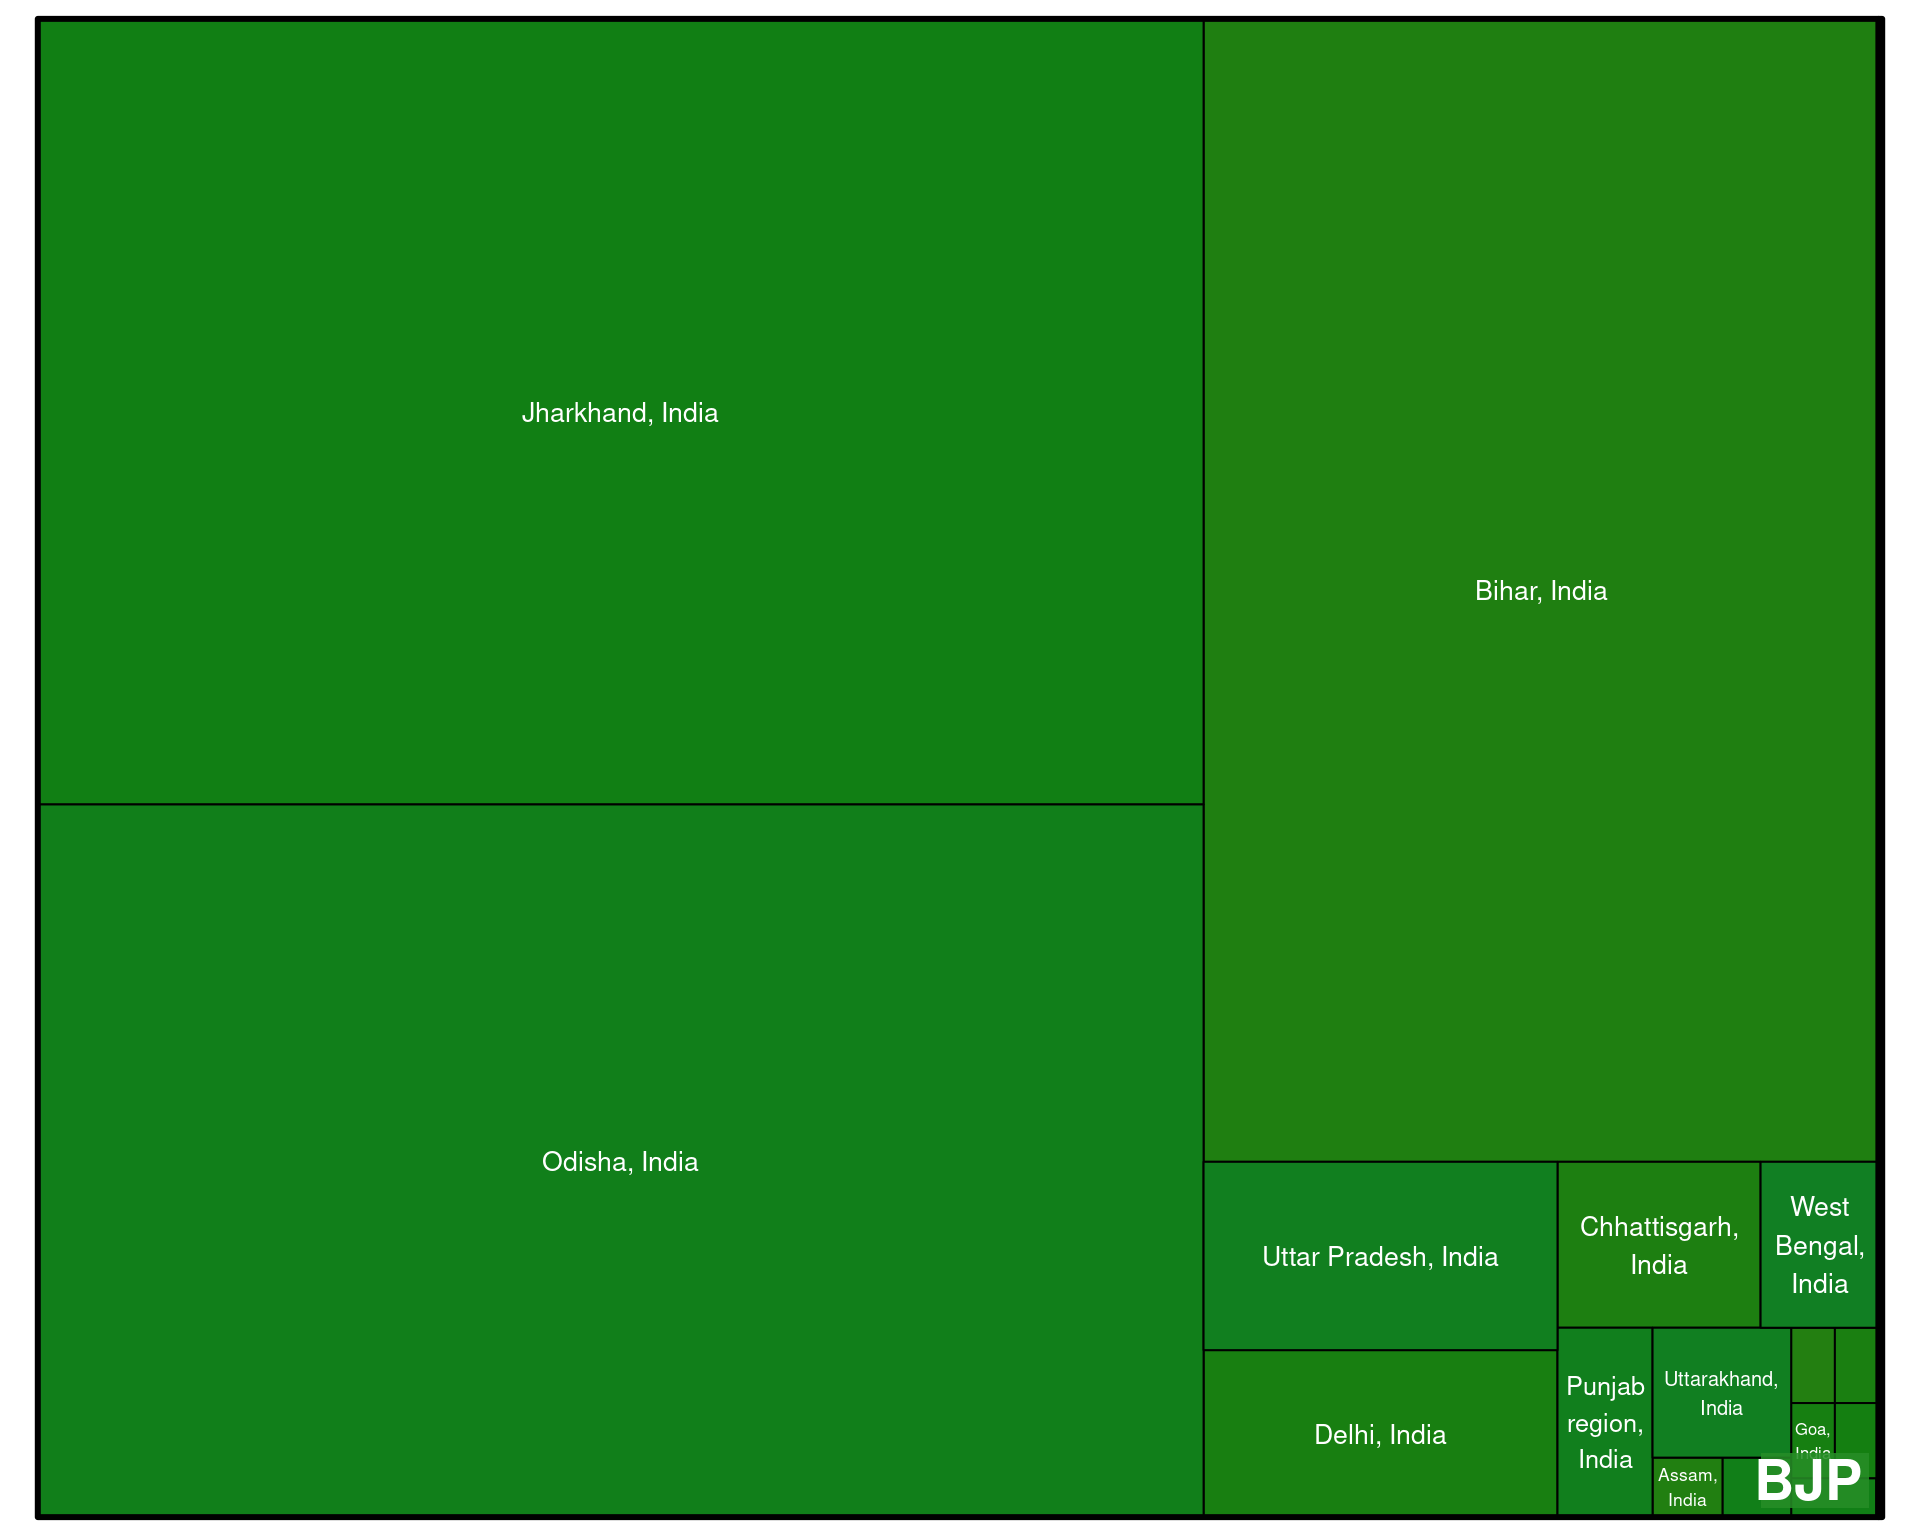 Jharkhand, India
Bihar, India
Odisha, India
Uttar Pradesh, India
Chhattisgarh,
India
West
Bengal,
India
Delhi, India
Punjab
region,
India
Uttarakhand,
India
Goa,
India
Assam,
India
BJP